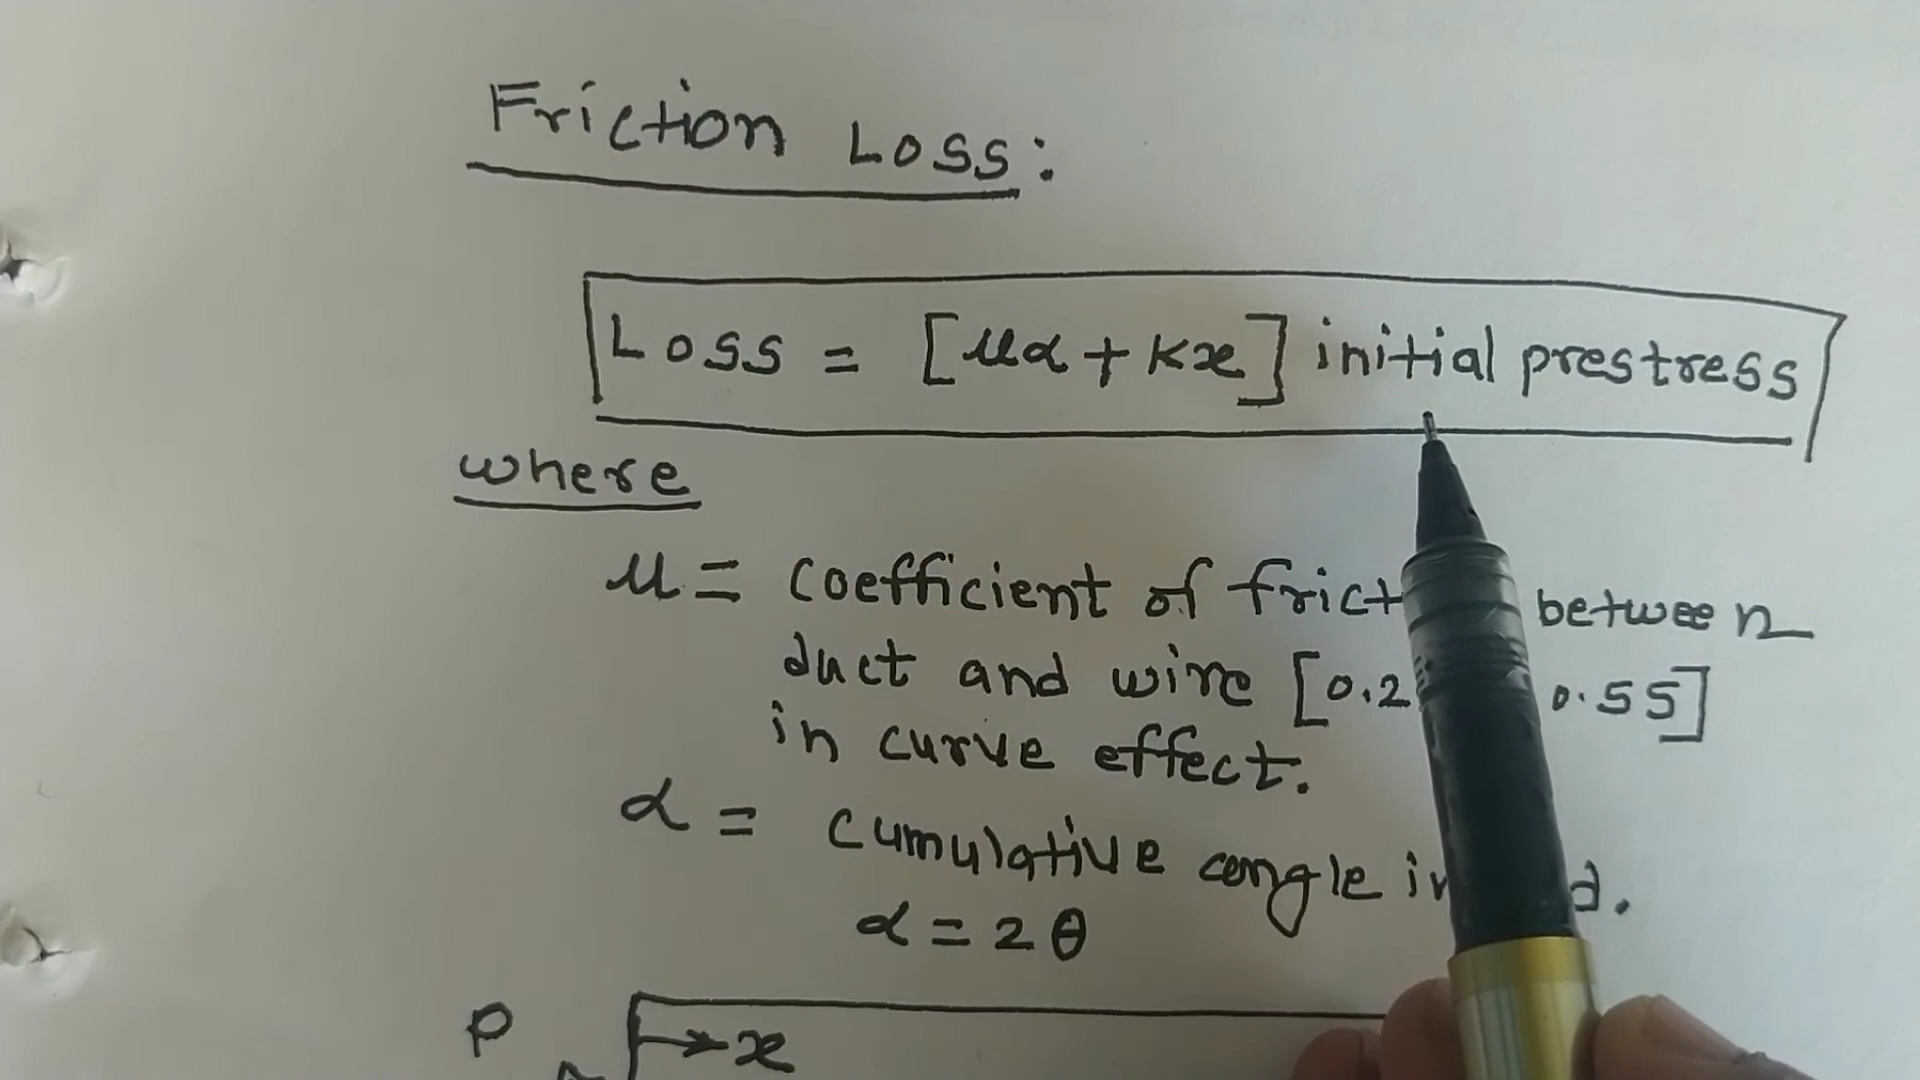 Friction Loss:
Loss = [μα + Kx] initial prestress
where
μ = coefficient of between
duct and wire [0.2 0.55]
in curve effect.
α = cumulative angle
α = 2θ
P
x